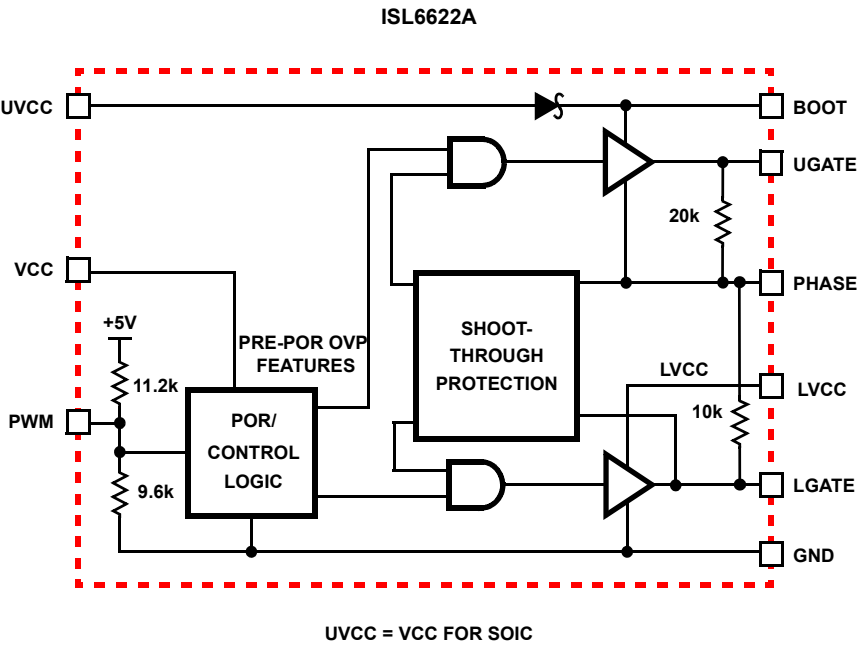 ISL6622A
UVCC
BOOT
UGATE
20k
VCC
PHASE
+5V
SHOOT-
THROUGH
PROTECTION
PRE-POR OVP
FEATURES
LVCC
11.2k
LVCC
PWM
POR/
CONTROL
LOGIC
10k
9.6k
LGATE
GND
UVCC = VCC FOR SOIC